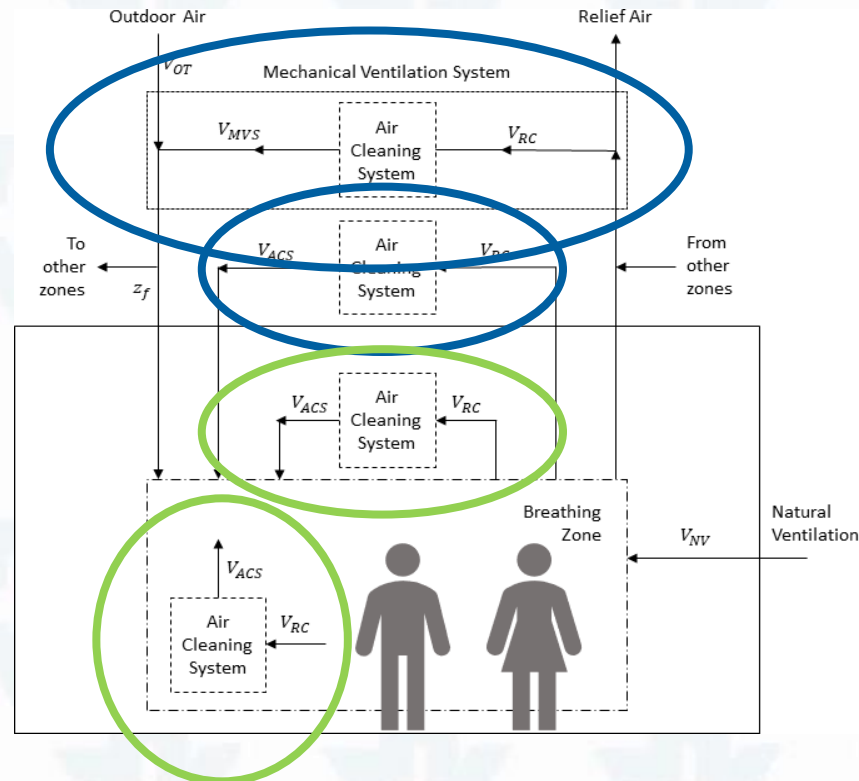 Outdoor Air
Relief Air
V_OT
Mechanical Ventilation System
V_MVS
Air
Cleaning
System
V_RC
To
other
zones
z_f
V_ACS
Air
Cleaning
System
V_RC
From
other
zones
V_ACS
Air
Cleaning
System
V_RC
Breathing
Zone
V_NV
Natural
Ventilation
V_ACS
Air
Cleaning
System
V_RC